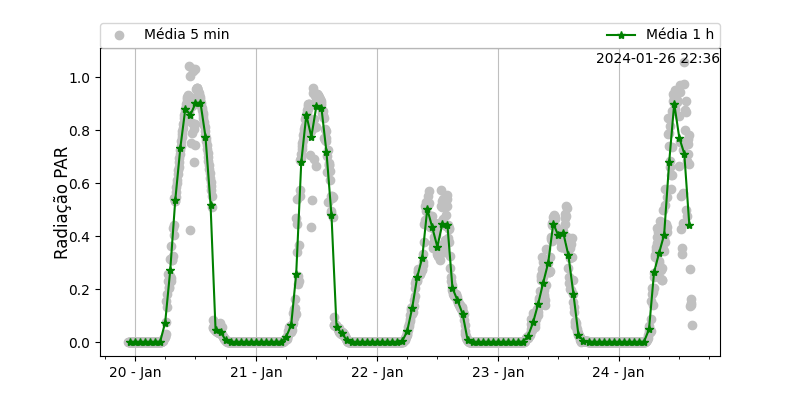 Média 5 min
Média 1 h
2024-01-26 22:36
Radiação PAR
1.0
0.8
0.6
0.4
0.2
0.0
20 - Jan
21 - Jan
22 - Jan
23 - Jan
24 - Jan